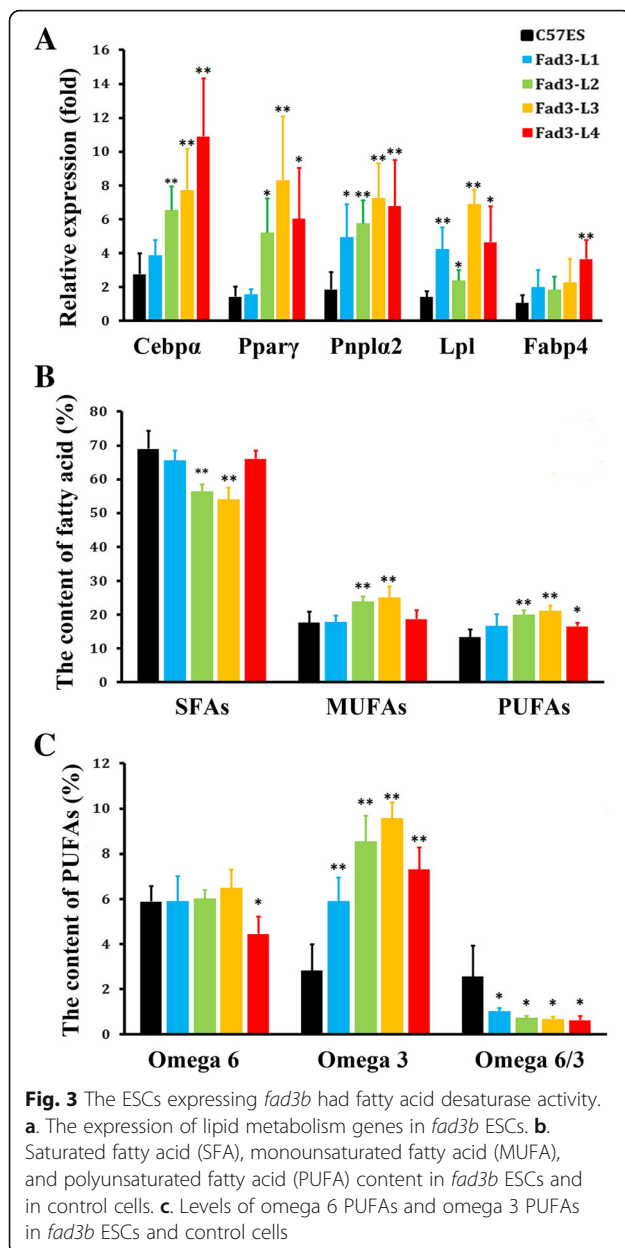 A
C57ES
Fad3-L1
Fad3-L2
Fad3-L3
Fad3-L4
Relative expression (fold)
16
14
12
10
8
6
4
2
0
** ** ** **
* ** *
* ** ** **
** * ** *
**
Cebpα Pparγ Pnplα2 Lpl Fabp4
B
The content of fatty acid (%)
80
70
60
50
40
30
20
10
0
** **
** **
** ** *
SFAs MUFAs PUFAs
C
The content of PUFAs (%)
12
10
8
6
4
2
0
*
** ** ** **
* * * *
Omega 6 Omega 3 Omega 6/3
Fig. 3 The ESCs expressing fad3b had fatty acid desaturase activity.
a. The expression of lipid metabolism genes in fad3b ESCs. b.
Saturated fatty acid (SFA), monounsaturated fatty acid (MUFA),
and polyunsaturated fatty acid (PUFA) content in fad3b ESCs and
in control cells. c. Levels of omega 6 PUFAs and omega 3 PUFAs
in fad3b ESCs and control cells